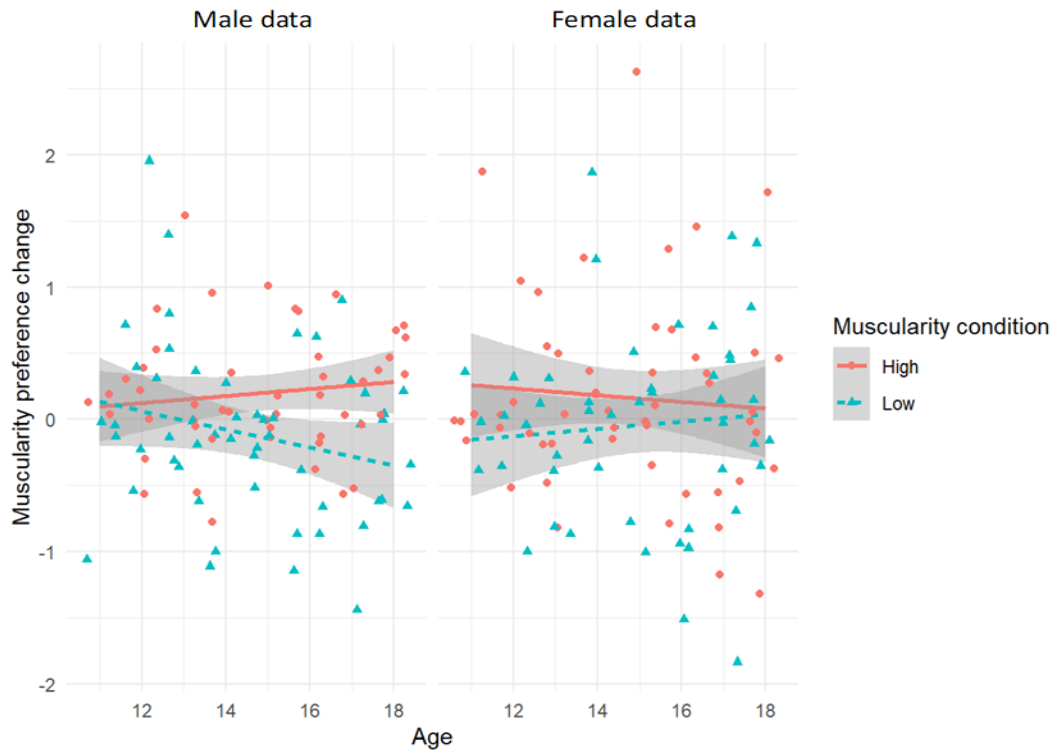 Male data
Female data
Muscularity preference change
2
1
0
-1
-2
12
14
16
18
12
14
16
18
Age
Muscularity condition
High
Low